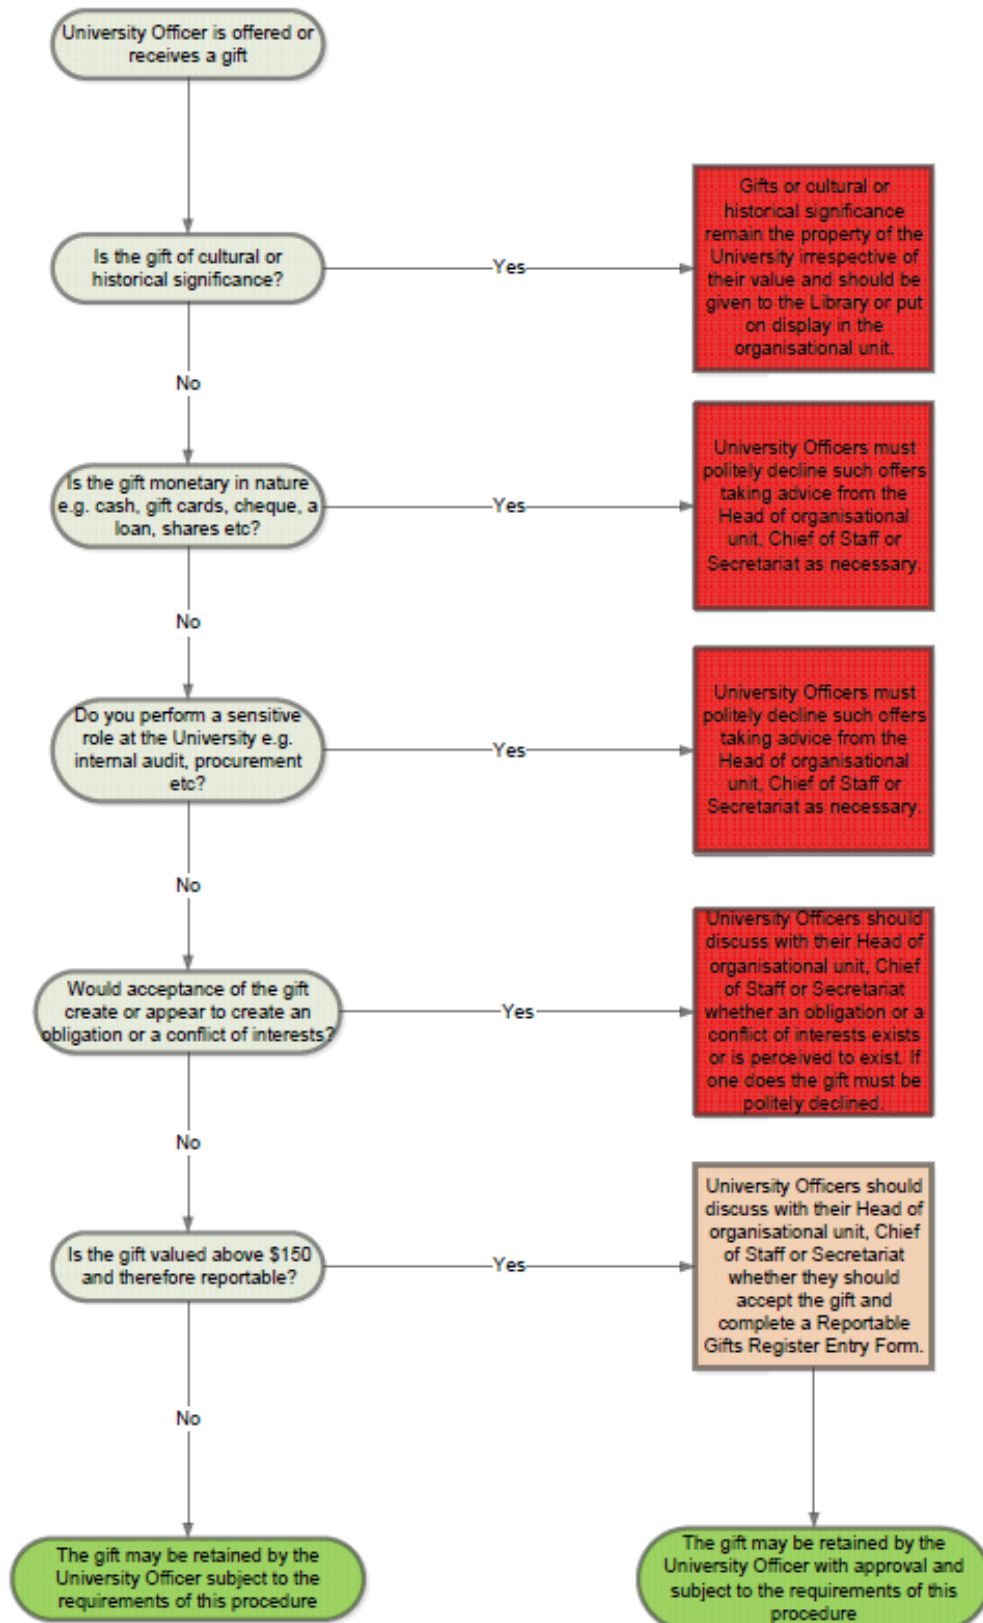 University Officer is offered or
receives a gift
Is the gift of cultural or
historical significance?
Yes
Gifts or cultural or
historical significance
remain the property of the
University irrespective of
their value and should be
given to the Library or put
on display in the
organisational unit.
No
Is the gift monetary in nature
e.g. cash, gift cards, cheque, a
loan, shares etc?
Yes
University Officers must
politely decline such offers
taking advice from the
Head of organisational
unit, Chief of Staff or
Secretariat as necessary.
No
Do you perform a sensitive
role at the University e.g.
internal audit, procurement
etc?
Yes
University Officers must
politely decline such offers
taking advice from the
Head of organisational
unit, Chief of Staff or
Secretariat as necessary.
No
Would acceptance of the gift
create or appear to create an
obligation or a conflict of interests?
Yes
University Officers should
discuss with their Head of
organisational unit, Chief
of Staff or Secretariat
whether an obligation or a
conflict of interests exists
or is perceived to exist. If
one does the gift must be
politely declined.
No
Is the gift valued above $150
and therefore reportable?
Yes
University Officers should
discuss with their Head of
organisational unit, Chief
of Staff or Secretariat
whether they should
accept the gift and
complete a Reportable
Gifts Register Entry Form.
No
The gift may be retained by the
University Officer subject to the
requirements of this procedure
The gift may be retained by the
University Officer with approval and
subject to the requirements of this
procedure